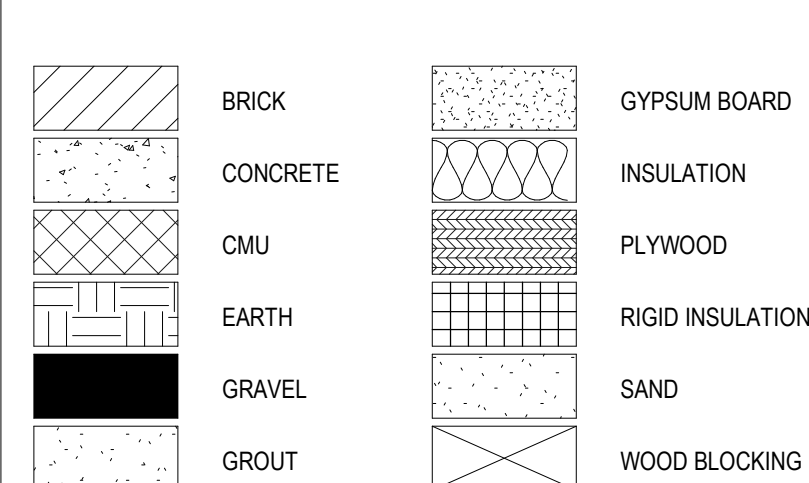 BRICK
CONCRETE
CMU
EARTH
GRAVEL
GROUT
GYPSUM BOARD
INSULATION
PLYWOOD
RIGID INSULATION
SAND
WOOD BLOCKING